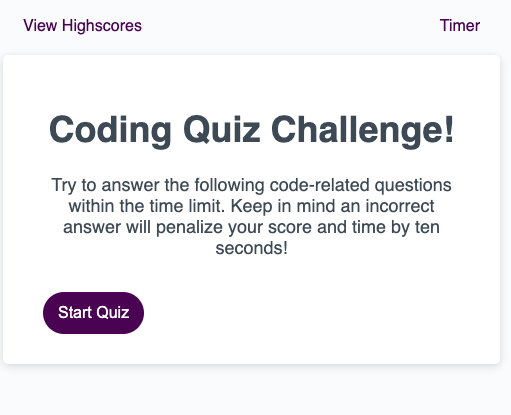 View Highscores
Timer
Coding Quiz Challenge!
Try to answer the following code-related questions
within the time limit. Keep in mind an incorrect
answer will penalize your score and time by ten
seconds!
Start Quiz